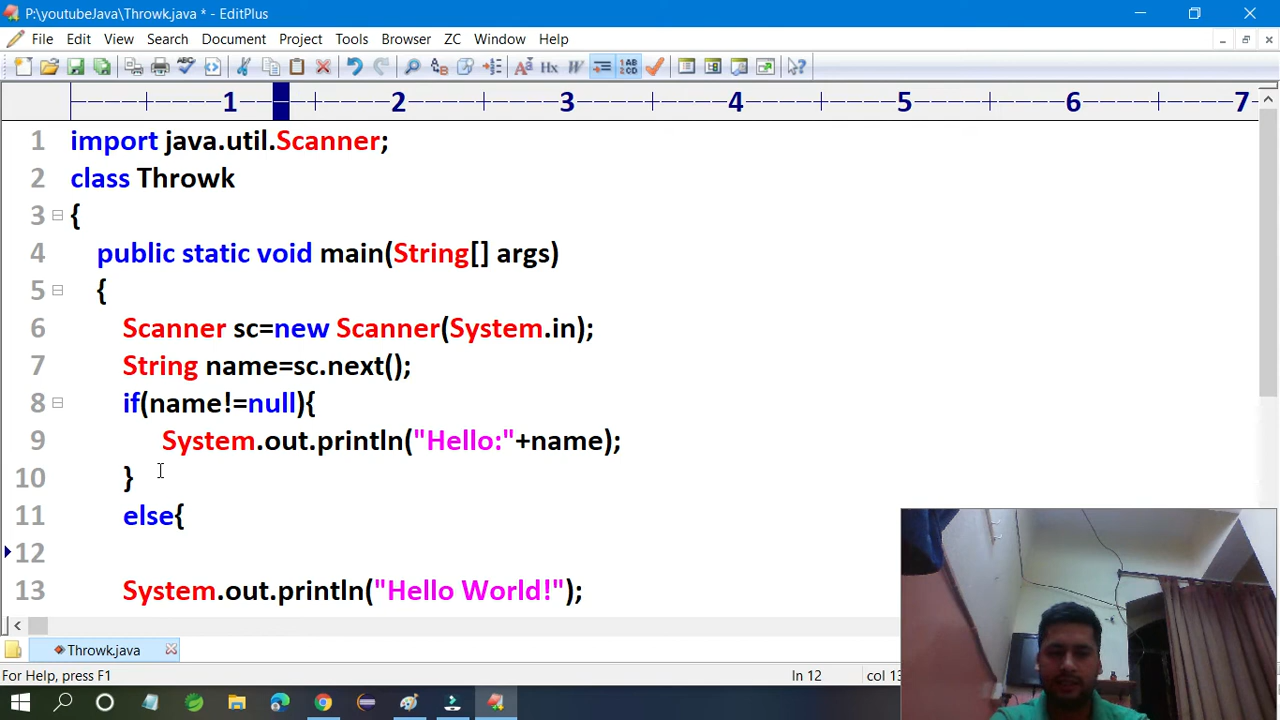 P:\youtubeJava\Throwk.java * - EditPlus
File Edit View Search Document Project Tools Browser ZC Window Help
1 2 3 4 5 6 7
1 import java.util.Scanner;
2 class Throwk
3 {
4 public static void main(String[] args)
5 {
6 Scanner sc=new Scanner(System.in);
7 String name=sc.next();
8 if(name!=null){
9 System.out.println("Hello:"+name);
10 }
11 else{
12
13 System.out.println("Hello World!");
Throwk.java
For Help, press F1 ln 12 col 13